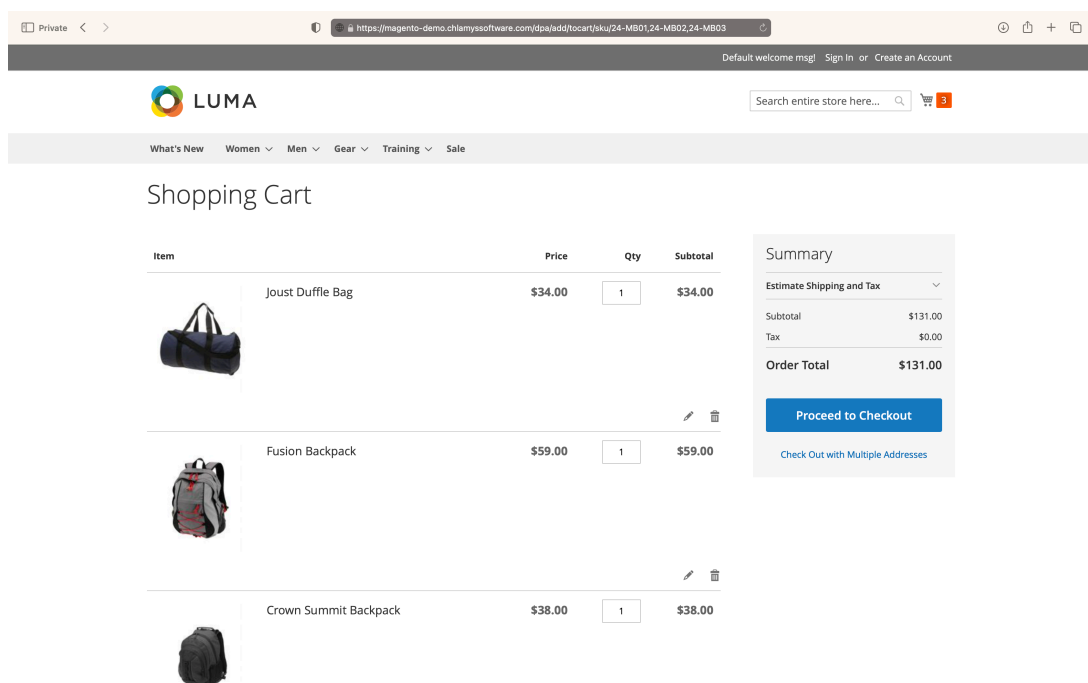 Private
https://magento-demo.chlamyssoftware.com/dpa/add/tocart/sku/24-MB01,24-MB02,24-MB03
Default welcome msg! Sign In or Create an Account
LUMA
Search entire store here... 3
What's New Women Men Gear Training Sale
Shopping Cart
Item Price Qty Subtotal
Joust Duffle Bag $34.00 1 $34.00
Fusion Backpack $59.00 1 $59.00
Crown Summit Backpack $38.00 1 $38.00
Summary
Estimate Shipping and Tax
Subtotal $131.00
Tax $0.00
Order Total $131.00
Proceed to Checkout
Check Out with Multiple Addresses